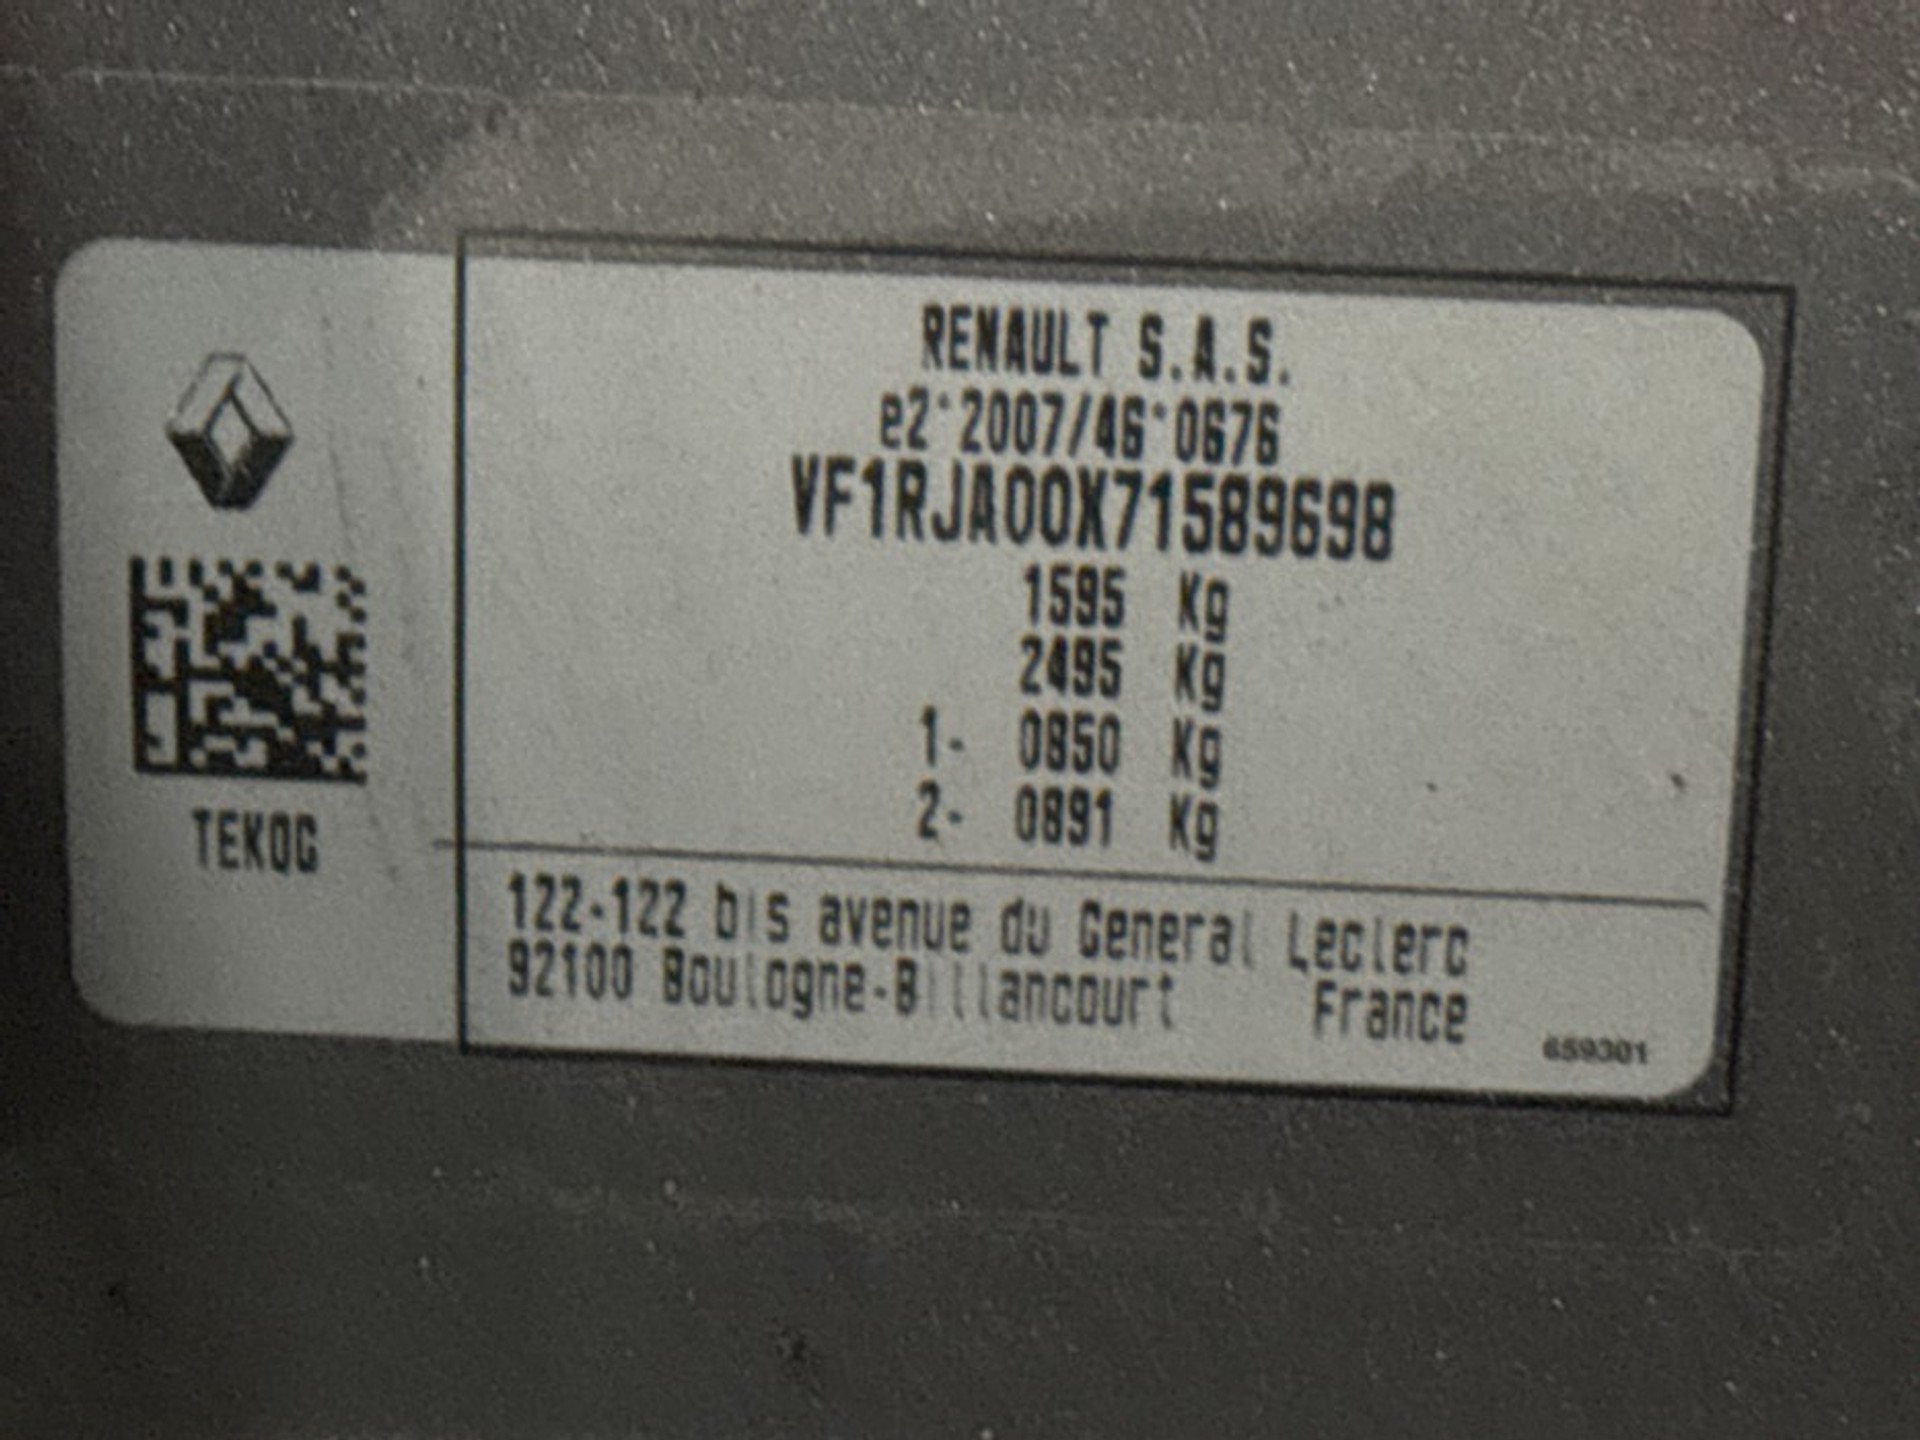 RENAULT S.A.S.
e2*2007/46*0676
VF1RJA00X71589698
1595 Kg
2495 Kg
1- 0850 Kg
2- 0891 Kg
TEKQG
122-122 bis avenue du General Leclerc
92100 Boulogne-Billancourt France
659301